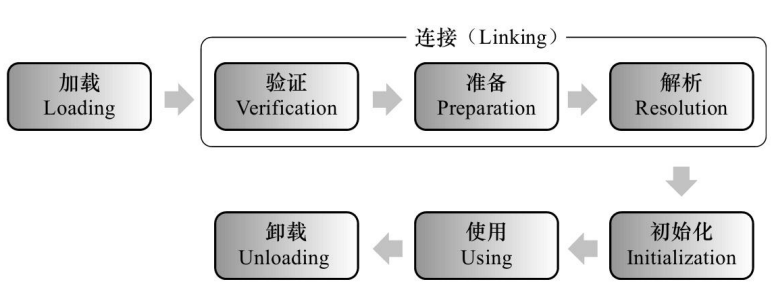 连接（Linking）
加载
Loading
验证
Verification
准备
Preparation
解析
Resolution
初始化
Initialization
使用
Using
卸载
Unloading